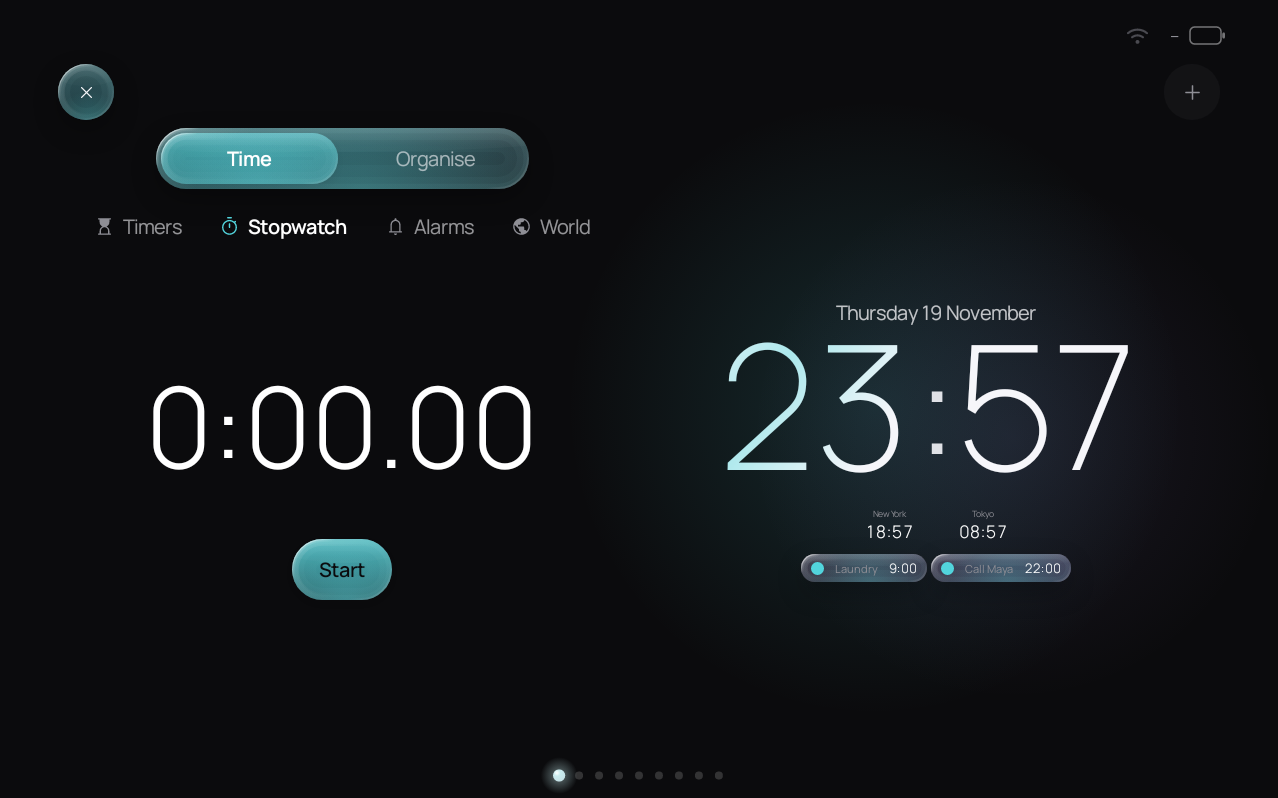 Time Organise
Timers Stopwatch Alarms World
0:00.00
Start
Thursday 19 November
23:57
New York Tokyo
18:57 08:57
Laundry 9:00 Call Maya 22:00